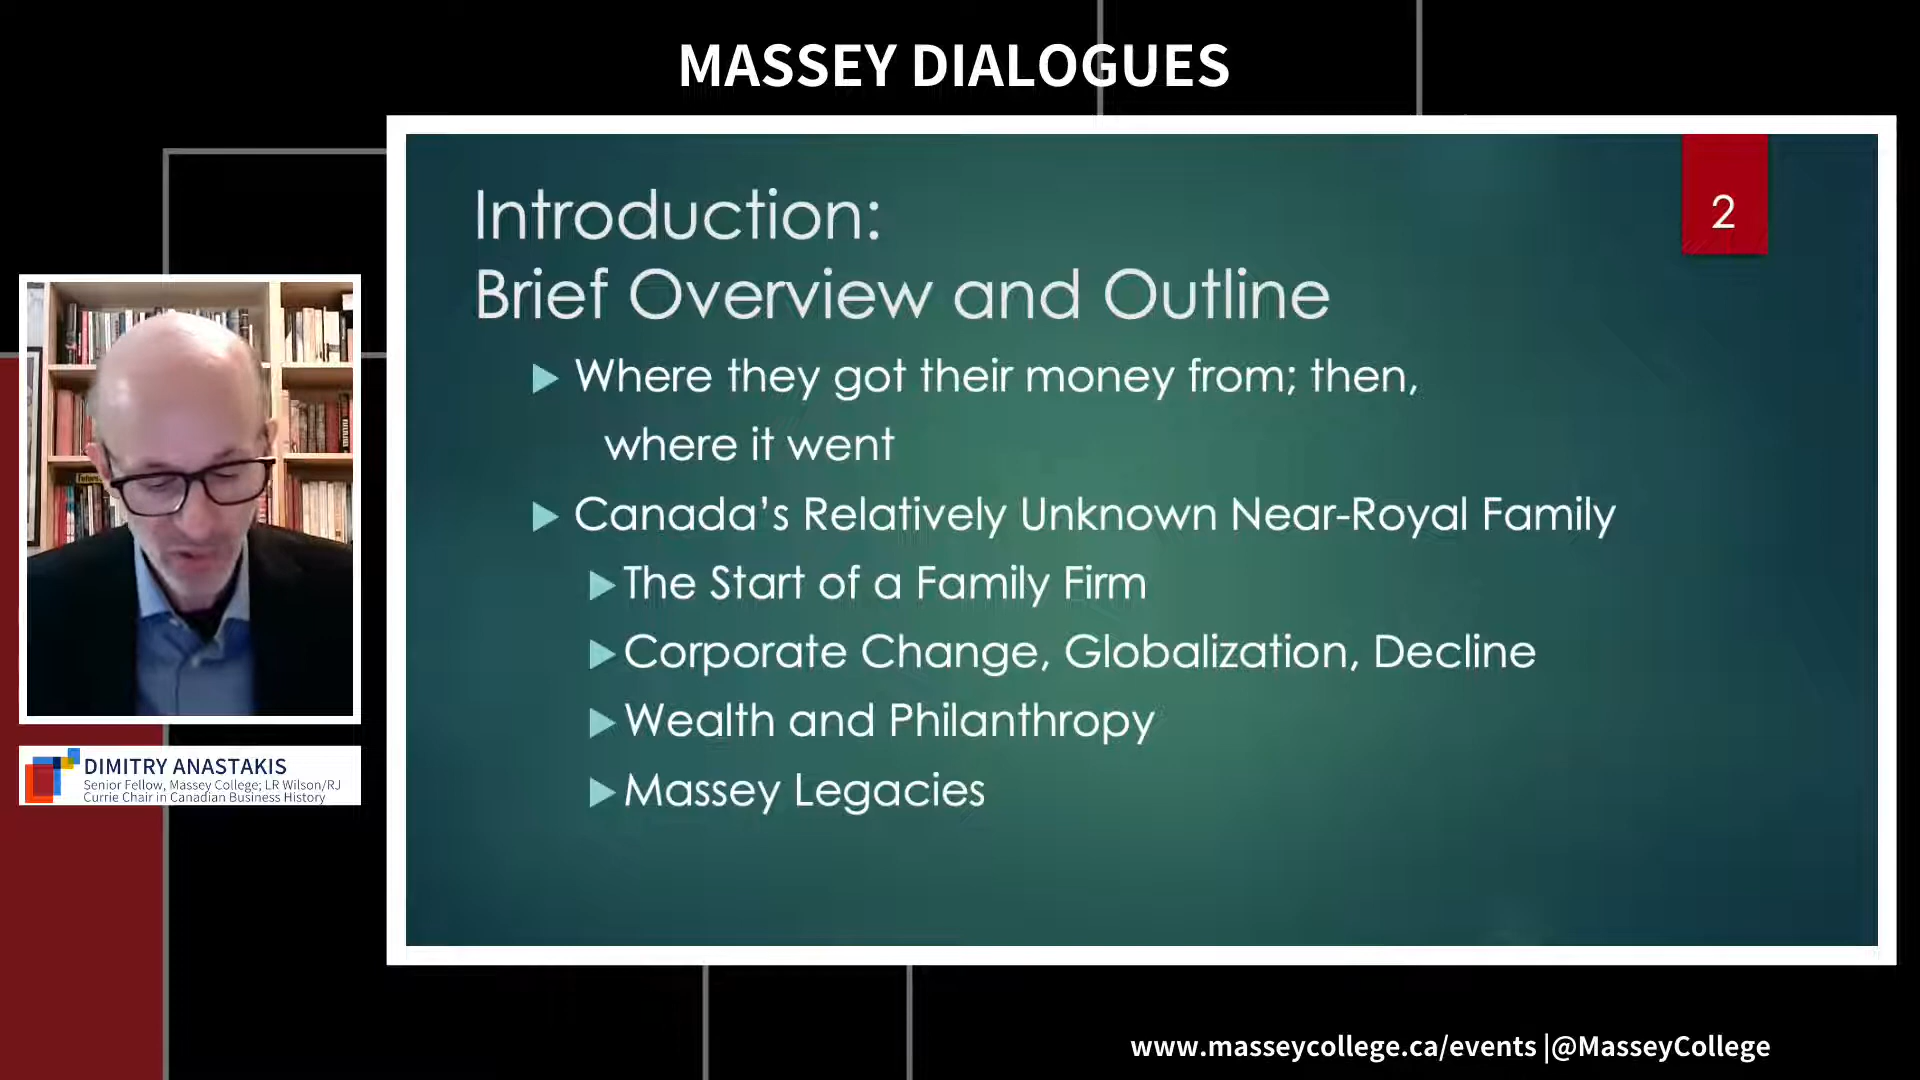 MASSEY DIALOGUES
2
Introduction:
Brief Overview and Outline
Where they got their money from; then,
where it went
Canada’s Relatively Unknown Near-Royal Family
The Start of a Family Firm
Corporate Change, Globalization, Decline
Wealth and Philanthropy
Massey Legacies
DIMITRY ANASTAKIS
Senior Fellow, Massey College; LR Wilson/RJ
Currie Chair in Canadian Business History
www.masseycollege.ca/events |@MasseyCollege